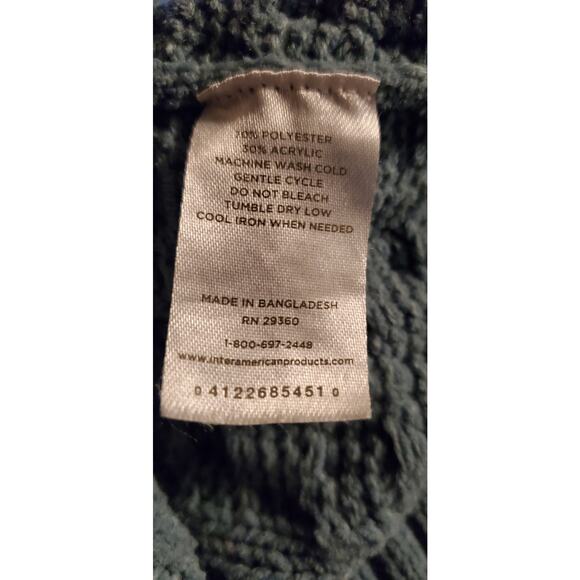 70% POLYESTER
30% ACRYLIC
MACHINE WASH COLD
GENTLE CYCLE
DO NOT BLEACH
TUMBLE DRY LOW
COOL IRON WHEN NEEDED
MADE IN BANGLADESH
RN 29360
1-800-697-2448
www.interamericanproducts.com
0 4122685451 0